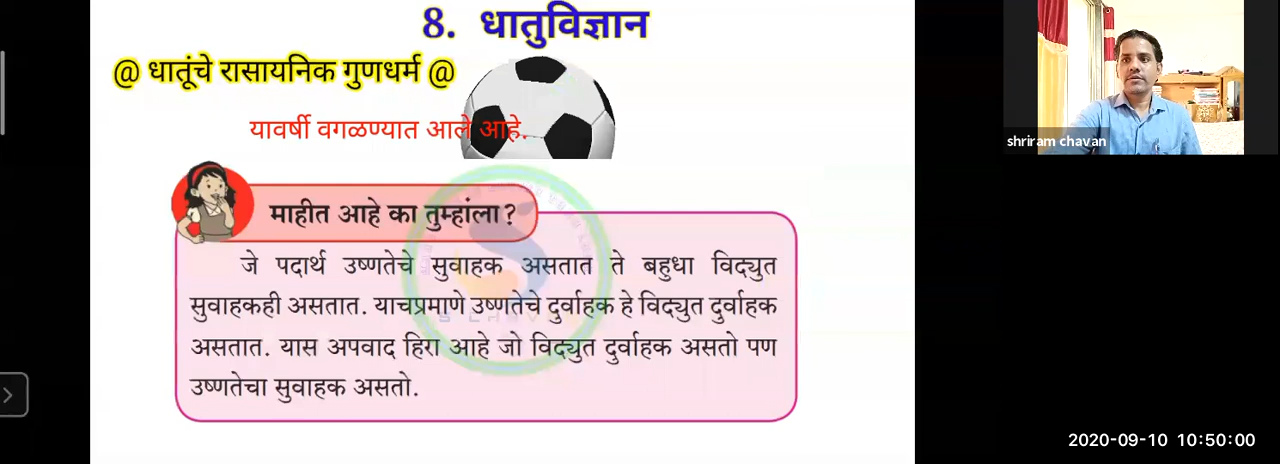 8. धातुविज्ञान
@ धातूंचे रासायनिक गुणधर्म @
यावर्षी वगळण्यात आले आहे.
shriram chavan
माहीत आहे का तुम्हांला?
जे पदार्थ उष्णतेचे सुवाहक असतात ते बहुधा विद्युत
सुवाहकही असतात. याचप्रमाणे उष्णतेचे दुर्वाहक हे विद्युत दुर्वाहक
असतात. यास अपवाद हिरा आहे जो विद्युत दुर्वाहक असतो पण
उष्णतेचा सुवाहक असतो.
2020-09-10 10:50:00